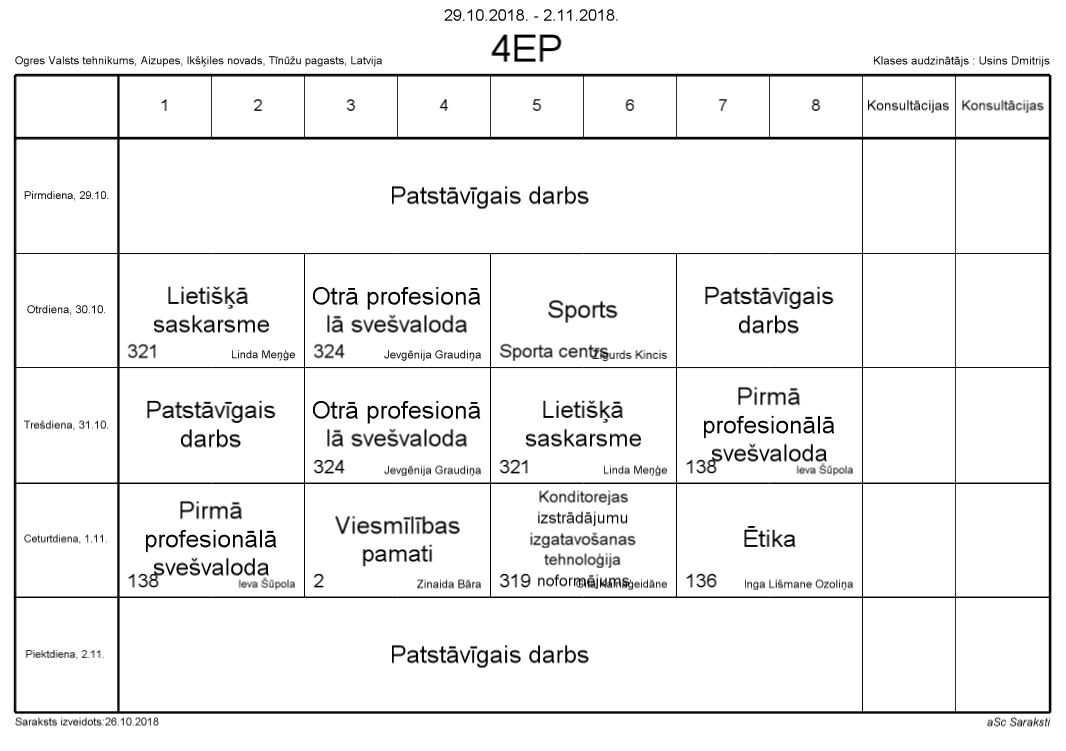 29.10.2018. - 2.11.2018.
4EP
Ogres Valsts tehnikums, Aizupes, Ikšķiles novads, Tīnūžu pagasts, Latvija
Klases audzinātājs : Usins Dmitrijs
1 2 3 4 5 6 7 8 Konsultācijas Konsultācijas
Pirmdiena, 29.10.
Patstāvīgais darbs
Otrdiena, 30.10.
Lietišķā
saskarsme
321 Linda Meņģe
Otrā profesionā
lā svešvaloda
324 Jevgēnija Graudiņa
Sports
Sporta centrs Zigurds Kincis
Patstāvīgais
darbs
Trešdiena, 31.10.
Patstāvīgais
darbs
Otrā profesionā
lā svešvaloda
324 Jevgēnija Graudiņa
Lietišķā
saskarsme
321 Linda Meņģe
Pirmā
profesionālā
svešvaloda
138 Ieva Šūpola
Ceturtdiena, 1.11.
Pirmā
profesionālā
svešvaloda
138 Ieva Šūpola
Viesmīlības
pamati
2 Zinaida Bāra
Konditorejas
izstrādājumu
izgatavošanas
tehnoloģija
noformējums
319
Ētika
136 Inga Lišmane Ozoliņa
Piektdiena, 2.11.
Patstāvīgais darbs
Saraksts izveidots:26.10.2018
aSc Saraksti